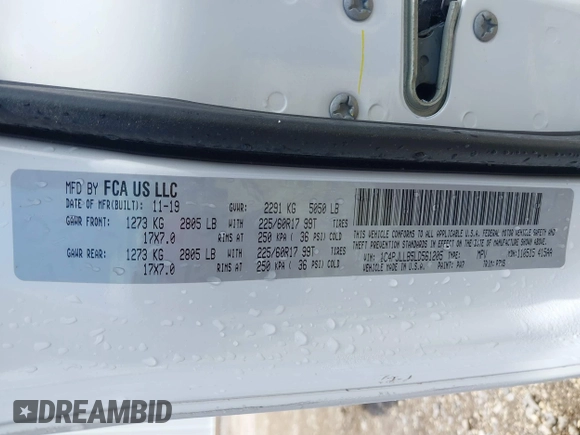 MFD BY FCA US LLC
DATE OF MFR(BUILT): 11-19 GVWR: 2291 KG 5050 LB
GAWR FRONT: 1273 KG 2805 LB WITH 225/60R17 99T TIRES
17X7.0 RIMS AT 250 KPA ( 36 PSI) COLD
GAWR REAR: 1273 KG 2805 LB WITH 225/60R17 99T TIRES
17X7.0 RIMS AT 250 KPA ( 36 PSI) COLD
THIS VEHICLE CONFORMS TO ALL APPLICABLE U.S.A. FEDERAL MOTOR VEHICLE SAFETY AND
THEFT PREVENTION STANDARDS IN EFFECT ON THE DATE OF MANUFACTURE SHOWN ABOVE.
VEHICLE MADE IN U.S.A.
VIN: 1C4PJLLB5LD561205 TYPE: MPV
PAINT: PW7 TRIM:
DREAMBID